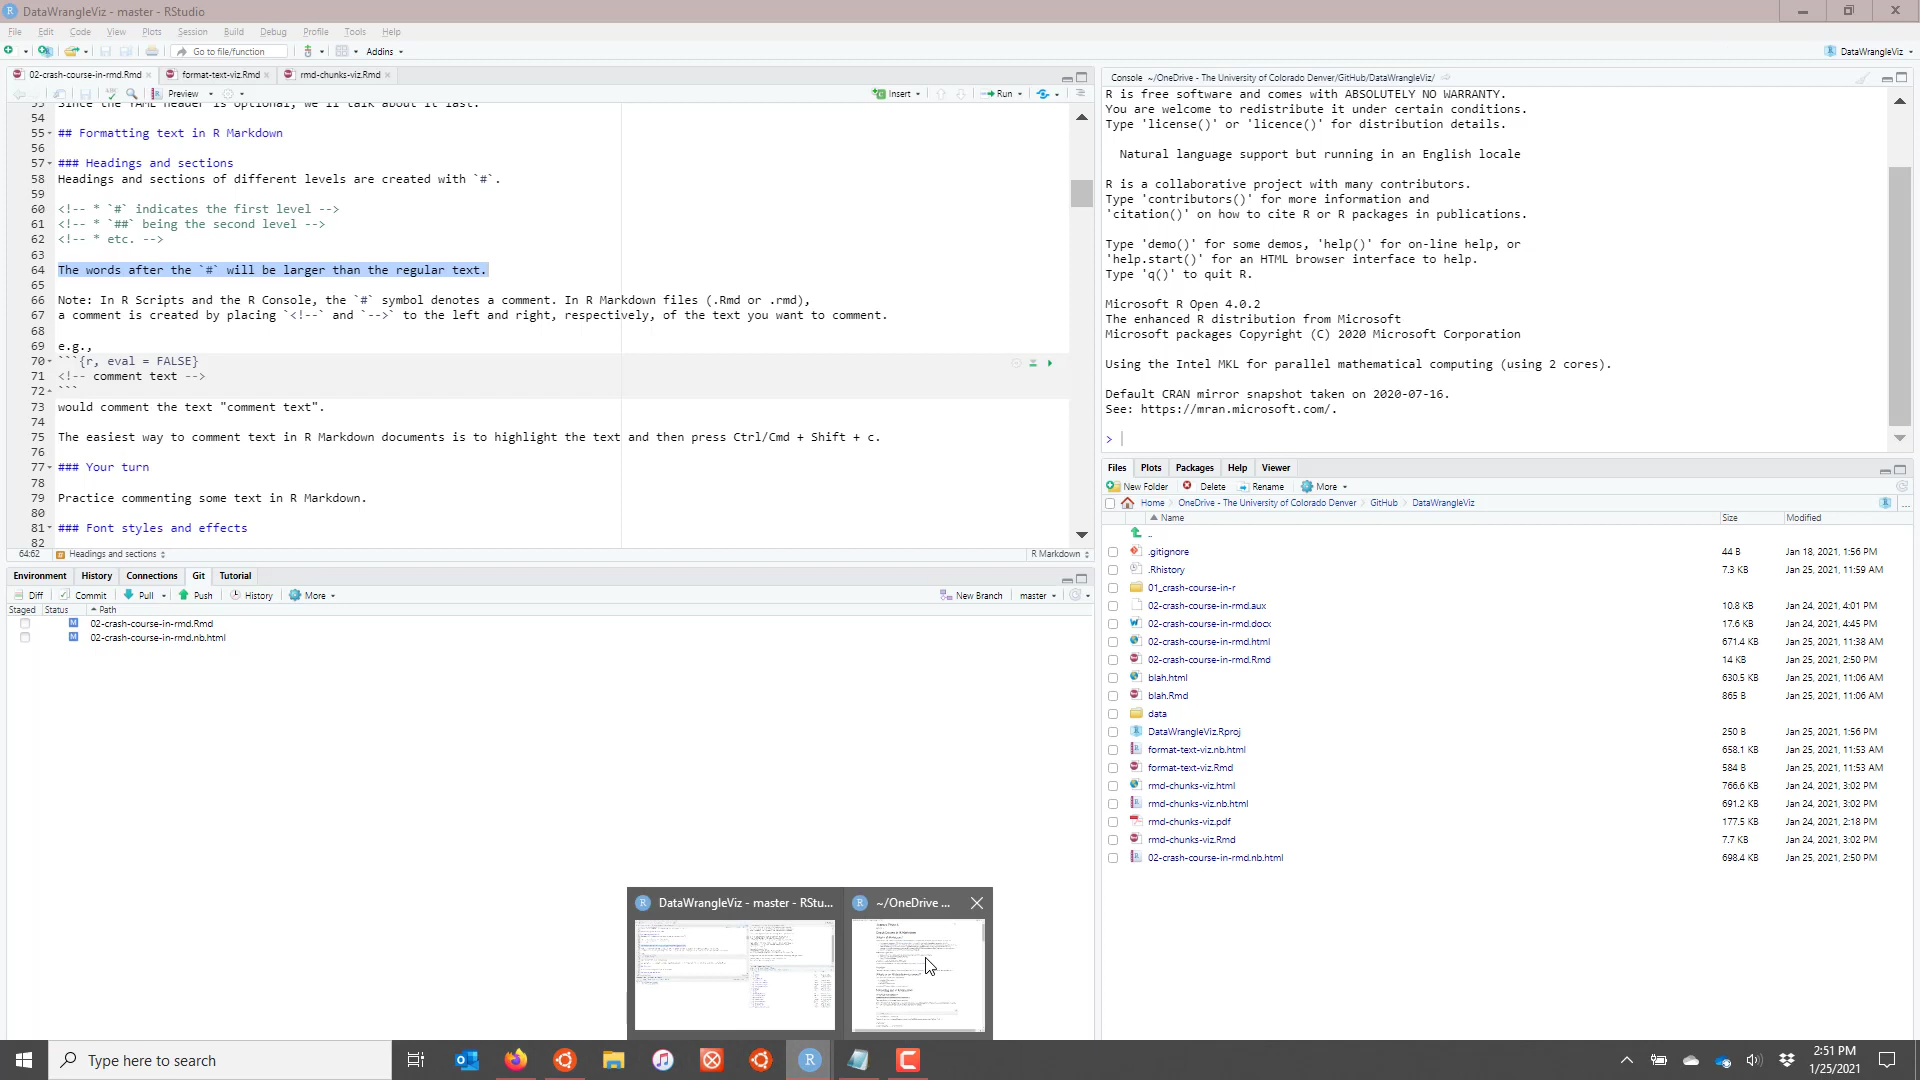 DataWrangleViz - master - RStudio
File Edit Code View Plots Session Build Debug Profile Tools Help
Go to file/function Addins DataWrangleViz
02-crash-course-in-rmd.Rmd format-text-viz.Rmd rmd-chunks-viz.Rmd
Preview Insert Run
53 Since the YAML header is optional, we'll talk about it last.
54
55 ## Formatting text in R Markdown
56
57 ### Headings and sections
58 Headings and sections of different levels are created with `#`.
59
60 <!-- * `#` indicates the first level -->
61 <!-- * `##` being the second level -->
62 <!-- * etc. -->
63
64 The words after the `#` will be larger than the regular text.
65
66 Note: In R Scripts and the R Console, the `#` symbol denotes a comment. In R Markdown files (.Rmd or .rmd),
67 a comment is created by placing `<!--` and `-->` to the left and right, respectively, of the text you want to comment.
68
69 e.g.,
70 ```{r, eval = FALSE}
71 <!-- comment text -->
72 ```
73 would comment the text "comment text".
74
75 The easiest way to comment text in R Markdown documents is to highlight the text and then press Ctrl/Cmd + Shift + c.
76
77 ### Your turn
78
79 Practice commenting some text in R Markdown.
80
81 ### Font styles and effects
82
64:62 Headings and sections R Markdown
Environment History Connections Git Tutorial
Diff Commit Pull Push History More New Branch master
Staged Status Path
M 02-crash-course-in-rmd.Rmd
M 02-crash-course-in-rmd.nb.html
Console ~/OneDrive - The University of Colorado Denver/GitHub/DataWrangleViz/
R is free software and comes with ABSOLUTELY NO WARRANTY.
You are welcome to redistribute it under certain conditions.
Type 'license()' or 'licence()' for distribution details.
Natural language support but running in an English locale
R is a collaborative project with many contributors.
Type 'contributors()' for more information and
'citation()' on how to cite R or R packages in publications.
Type 'demo()' for some demos, 'help()' for on-line help, or
'help.start()' for an HTML browser interface to help.
Type 'q()' to quit R.
Microsoft R Open 4.0.2
The enhanced R distribution from Microsoft
Microsoft packages Copyright (C) 2020 Microsoft Corporation
Using the Intel MKL for parallel mathematical computing (using 2 cores).
Default CRAN mirror snapshot taken on 2020-07-16.
See: https://mran.microsoft.com/.
>
Files Plots Packages Help Viewer
New Folder Delete Rename More
Home OneDrive - The University of Colorado Denver GitHub DataWrangleViz ...
Name Size Modified
..
.gitignore 44 B Jan 18, 2021, 1:56 PM
.Rhistory 7.3 KB Jan 25, 2021, 11:59 AM
01_crash-course-in-r
02-crash-course-in-rmd.aux 10.8 KB Jan 24, 2021, 4:01 PM
02-crash-course-in-rmd.docx 17.6 KB Jan 24, 2021, 4:45 PM
02-crash-course-in-rmd.html 671.4 KB Jan 25, 2021, 11:38 AM
02-crash-course-in-rmd.Rmd 14 KB Jan 25, 2021, 2:50 PM
blah.html 630.5 KB Jan 25, 2021, 11:06 AM
blah.Rmd 865 B Jan 25, 2021, 11:06 AM
data
DataWrangleViz.Rproj 250 B Jan 25, 2021, 1:56 PM
format-text-viz.nb.html 658.1 KB Jan 25, 2021, 11:53 AM
format-text-viz.Rmd 584 B Jan 25, 2021, 11:53 AM
rmd-chunks-viz.html 766.6 KB Jan 24, 2021, 3:02 PM
rmd-chunks-viz.nb.html 691.2 KB Jan 24, 2021, 3:02 PM
rmd-chunks-viz.pdf 177.5 KB Jan 24, 2021, 2:18 PM
rmd-chunks-viz.Rmd 7.7 KB Jan 24, 2021, 3:02 PM
02-crash-course-in-rmd.nb.html 698.4 KB Jan 25, 2021, 2:50 PM
DataWrangleViz - master - RStu... ~/OneDrive ...
Type here to search
2:51 PM
1/25/2021